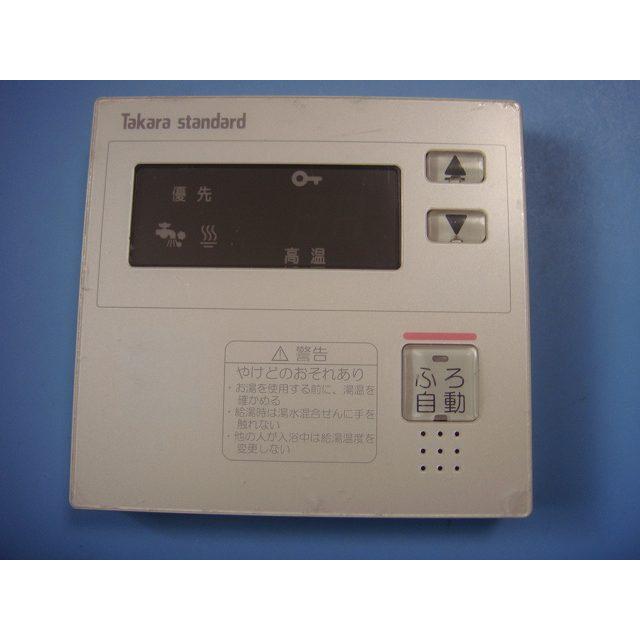 Takara standard
優先
高温
警告
やけどのおそれあり
・お湯を使用する前に、湯温を
確かめる
・給湯時は湯水混合せんに手を
触れない
・他の人が入浴中は給湯温度を
変更しない
ふろ
自動